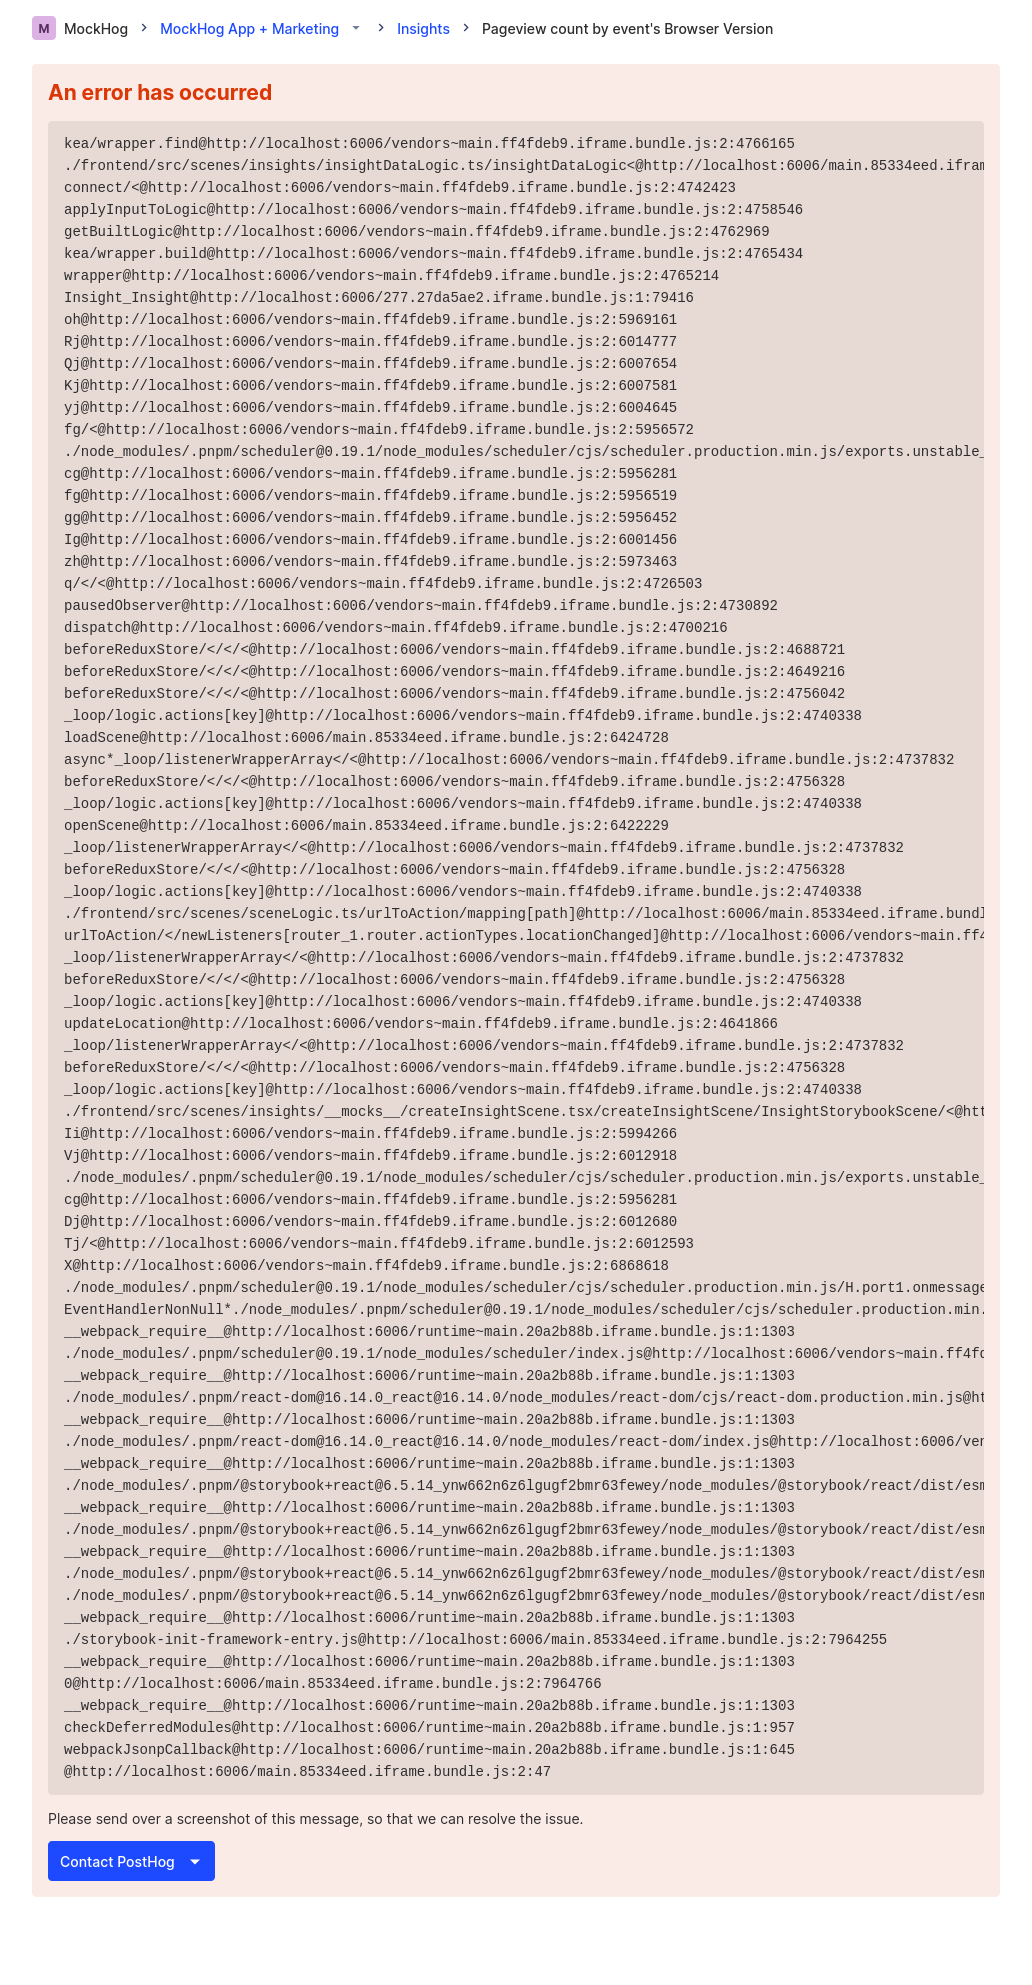 M MockHog > MockHog App + Marketing > Insights > Pageview count by event's Browser Version
An error has occurred
kea/wrapper.find@http://localhost:6006/vendors~main.ff4fdeb9.iframe.bundle.js:2:4766165
./frontend/src/scenes/insights/insightDataLogic.ts/insightDataLogic<@http://localhost:6006/main.85334eed.ifram
connect/<@http://localhost:6006/vendors~main.ff4fdeb9.iframe.bundle.js:2:4742423
applyInputToLogic@http://localhost:6006/vendors~main.ff4fdeb9.iframe.bundle.js:2:4758546
getBuiltLogic@http://localhost:6006/vendors~main.ff4fdeb9.iframe.bundle.js:2:4762969
kea/wrapper.build@http://localhost:6006/vendors~main.ff4fdeb9.iframe.bundle.js:2:4765434
wrapper@http://localhost:6006/vendors~main.ff4fdeb9.iframe.bundle.js:2:4765214
Insight_Insight@http://localhost:6006/277.27da5ae2.iframe.bundle.js:1:79416
oh@http://localhost:6006/vendors~main.ff4fdeb9.iframe.bundle.js:2:5969161
Rj@http://localhost:6006/vendors~main.ff4fdeb9.iframe.bundle.js:2:6014777
Qj@http://localhost:6006/vendors~main.ff4fdeb9.iframe.bundle.js:2:6007654
Kj@http://localhost:6006/vendors~main.ff4fdeb9.iframe.bundle.js:2:6007581
yj@http://localhost:6006/vendors~main.ff4fdeb9.iframe.bundle.js:2:6004645
fg/<@http://localhost:6006/vendors~main.ff4fdeb9.iframe.bundle.js:2:5956572
./node_modules/.pnpm/scheduler@0.19.1/node_modules/scheduler/cjs/scheduler.production.min.js/exports.unstable_
cg@http://localhost:6006/vendors~main.ff4fdeb9.iframe.bundle.js:2:5956281
fg@http://localhost:6006/vendors~main.ff4fdeb9.iframe.bundle.js:2:5956519
gg@http://localhost:6006/vendors~main.ff4fdeb9.iframe.bundle.js:2:5956452
Ig@http://localhost:6006/vendors~main.ff4fdeb9.iframe.bundle.js:2:6001456
zh@http://localhost:6006/vendors~main.ff4fdeb9.iframe.bundle.js:2:5973463
q/</<@http://localhost:6006/vendors~main.ff4fdeb9.iframe.bundle.js:2:4726503
pausedObserver@http://localhost:6006/vendors~main.ff4fdeb9.iframe.bundle.js:2:4730892
dispatch@http://localhost:6006/vendors~main.ff4fdeb9.iframe.bundle.js:2:4700216
beforeReduxStore/</</<@http://localhost:6006/vendors~main.ff4fdeb9.iframe.bundle.js:2:4688721
beforeReduxStore/</</<@http://localhost:6006/vendors~main.ff4fdeb9.iframe.bundle.js:2:4649216
beforeReduxStore/</</<@http://localhost:6006/vendors~main.ff4fdeb9.iframe.bundle.js:2:4756042
_loop/logic.actions[key]@http://localhost:6006/vendors~main.ff4fdeb9.iframe.bundle.js:2:4740338
loadScene@http://localhost:6006/main.85334eed.iframe.bundle.js:2:6424728
async*_loop/listenerWrapperArray</<@http://localhost:6006/vendors~main.ff4fdeb9.iframe.bundle.js:2:4737832
beforeReduxStore/</</<@http://localhost:6006/vendors~main.ff4fdeb9.iframe.bundle.js:2:4756328
_loop/logic.actions[key]@http://localhost:6006/vendors~main.ff4fdeb9.iframe.bundle.js:2:4740338
openScene@http://localhost:6006/main.85334eed.iframe.bundle.js:2:6422229
_loop/listenerWrapperArray</<@http://localhost:6006/vendors~main.ff4fdeb9.iframe.bundle.js:2:4737832
beforeReduxStore/</</<@http://localhost:6006/vendors~main.ff4fdeb9.iframe.bundle.js:2:4756328
_loop/logic.actions[key]@http://localhost:6006/vendors~main.ff4fdeb9.iframe.bundle.js:2:4740338
./frontend/src/scenes/sceneLogic.ts/urlToAction/mapping[path]@http://localhost:6006/main.85334eed.iframe.bundl
urlToAction/</newListeners[router_1.router.actionTypes.locationChanged]@http://localhost:6006/vendors~main.ff4
_loop/listenerWrapperArray</<@http://localhost:6006/vendors~main.ff4fdeb9.iframe.bundle.js:2:4737832
beforeReduxStore/</</<@http://localhost:6006/vendors~main.ff4fdeb9.iframe.bundle.js:2:4756328
_loop/logic.actions[key]@http://localhost:6006/vendors~main.ff4fdeb9.iframe.bundle.js:2:4740338
updateLocation@http://localhost:6006/vendors~main.ff4fdeb9.iframe.bundle.js:2:4641866
_loop/listenerWrapperArray</<@http://localhost:6006/vendors~main.ff4fdeb9.iframe.bundle.js:2:4737832
beforeReduxStore/</</<@http://localhost:6006/vendors~main.ff4fdeb9.iframe.bundle.js:2:4756328
_loop/logic.actions[key]@http://localhost:6006/vendors~main.ff4fdeb9.iframe.bundle.js:2:4740338
./frontend/src/scenes/insights/__mocks__/createInsightScene.tsx/createInsightScene/InsightStorybookScene/<@htt
Ii@http://localhost:6006/vendors~main.ff4fdeb9.iframe.bundle.js:2:5994266
Vj@http://localhost:6006/vendors~main.ff4fdeb9.iframe.bundle.js:2:6012918
./node_modules/.pnpm/scheduler@0.19.1/node_modules/scheduler/cjs/scheduler.production.min.js/exports.unstable_
cg@http://localhost:6006/vendors~main.ff4fdeb9.iframe.bundle.js:2:5956281
Dj@http://localhost:6006/vendors~main.ff4fdeb9.iframe.bundle.js:2:6012680
Tj/<@http://localhost:6006/vendors~main.ff4fdeb9.iframe.bundle.js:2:6012593
X@http://localhost:6006/vendors~main.ff4fdeb9.iframe.bundle.js:2:6868618
./node_modules/.pnpm/scheduler@0.19.1/node_modules/scheduler/cjs/scheduler.production.min.js/H.port1.onmessage
EventHandlerNonNull*./node_modules/.pnpm/scheduler@0.19.1/node_modules/scheduler/cjs/scheduler.production.min.
__webpack_require__@http://localhost:6006/runtime~main.20a2b88b.iframe.bundle.js:1:1303
./node_modules/.pnpm/scheduler@0.19.1/node_modules/scheduler/index.js@http://localhost:6006/vendors~main.ff4fd
__webpack_require__@http://localhost:6006/runtime~main.20a2b88b.iframe.bundle.js:1:1303
./node_modules/.pnpm/react-dom@16.14.0_react@16.14.0/node_modules/react-dom/cjs/react-dom.production.min.js@ht
__webpack_require__@http://localhost:6006/runtime~main.20a2b88b.iframe.bundle.js:1:1303
./node_modules/.pnpm/react-dom@16.14.0_react@16.14.0/node_modules/react-dom/index.js@http://localhost:6006/ven
__webpack_require__@http://localhost:6006/runtime~main.20a2b88b.iframe.bundle.js:1:1303
./node_modules/.pnpm/@storybook+react@6.5.14_ynw662n6z6lgugf2bmr63fewey/node_modules/@storybook/react/dist/esm
__webpack_require__@http://localhost:6006/runtime~main.20a2b88b.iframe.bundle.js:1:1303
./node_modules/.pnpm/@storybook+react@6.5.14_ynw662n6z6lgugf2bmr63fewey/node_modules/@storybook/react/dist/esm
__webpack_require__@http://localhost:6006/runtime~main.20a2b88b.iframe.bundle.js:1:1303
./node_modules/.pnpm/@storybook+react@6.5.14_ynw662n6z6lgugf2bmr63fewey/node_modules/@storybook/react/dist/esm
./node_modules/.pnpm/@storybook+react@6.5.14_ynw662n6z6lgugf2bmr63fewey/node_modules/@storybook/react/dist/esm
__webpack_require__@http://localhost:6006/runtime~main.20a2b88b.iframe.bundle.js:1:1303
./storybook-init-framework-entry.js@http://localhost:6006/main.85334eed.iframe.bundle.js:2:7964255
__webpack_require__@http://localhost:6006/runtime~main.20a2b88b.iframe.bundle.js:1:1303
0@http://localhost:6006/main.85334eed.iframe.bundle.js:2:7964766
__webpack_require__@http://localhost:6006/runtime~main.20a2b88b.iframe.bundle.js:1:1303
checkDeferredModules@http://localhost:6006/runtime~main.20a2b88b.iframe.bundle.js:1:957
webpackJsonpCallback@http://localhost:6006/runtime~main.20a2b88b.iframe.bundle.js:1:645
@http://localhost:6006/main.85334eed.iframe.bundle.js:2:47
Please send over a screenshot of this message, so that we can resolve the issue.
Contact PostHog